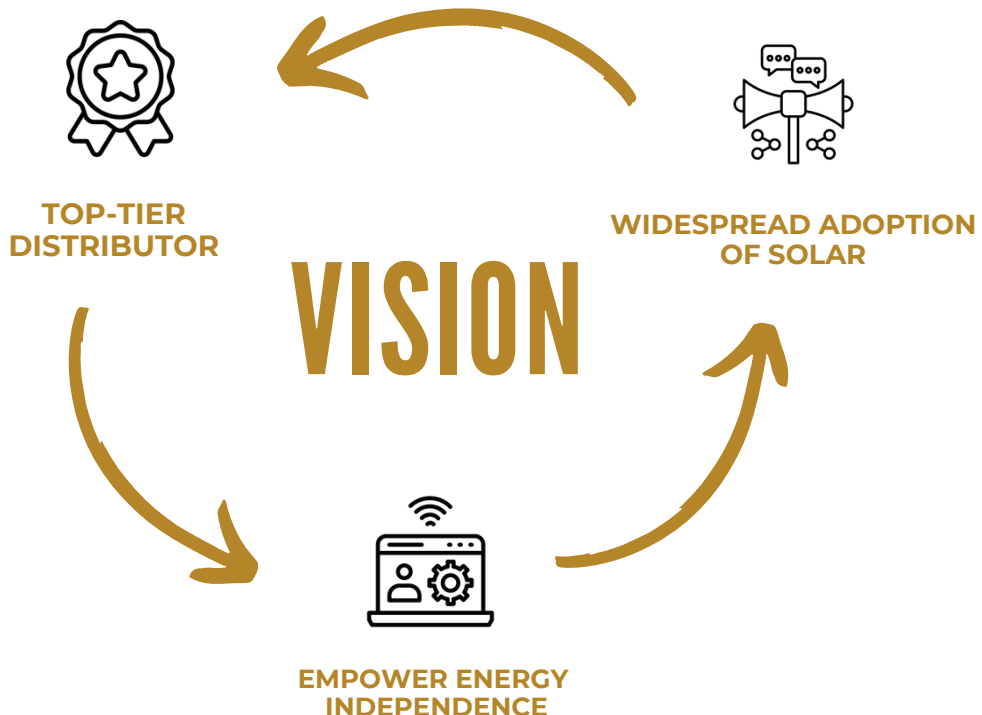 TOP-TIER
DISTRIBUTOR
WIDESPREAD ADOPTION
OF SOLAR
VISION
EMPOWER ENERGY
INDEPENDENCE